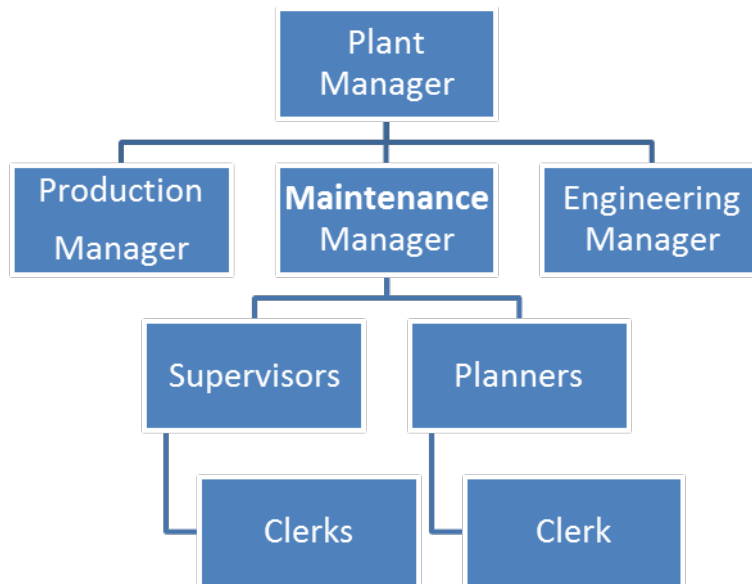 Plant
Manager
Production
Manager
Maintenance
Manager
Engineering
Manager
Supervisors
Planners
Clerks
Clerk